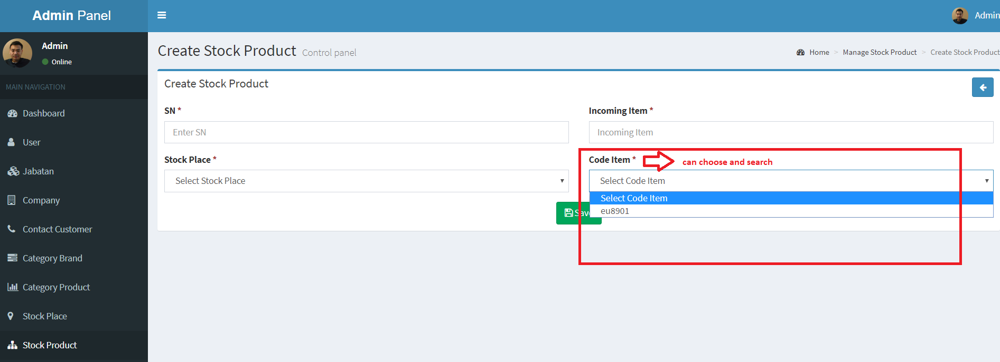 Admin Panel
Admin
Admin
Online
MAIN NAVIGATION
Dashboard
User
Jabatan
Company
Contact Customer
Category Brand
Category Product
Stock Place
Stock Product
Create Stock Product Control panel
Home > Manage Stock Product > Create Stock Product
Create Stock Product
SN *
Enter SN
Incoming Item *
Incoming Item
Stock Place *
Select Stock Place
Code Item *
can choose and search
Select Code Item
Select Code Item
eu8901
Save